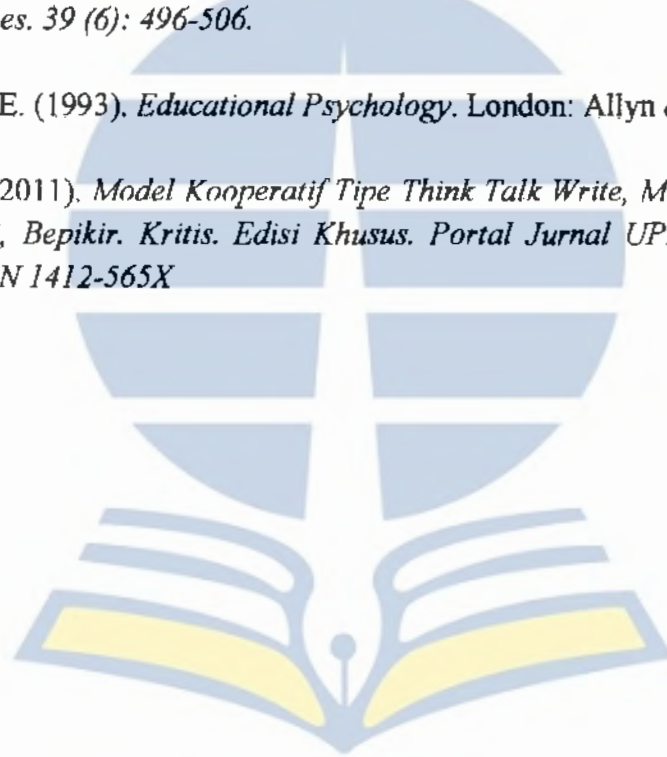 es. 39 (6): 496-506.
E. (1993). Educational Psychology. London: Allyn
2011). Model Kooperatif Tipe Think Talk Write,
, Bepikir. Kritis. Edisi Khusus. Portal Jurnal
N 1412-565X